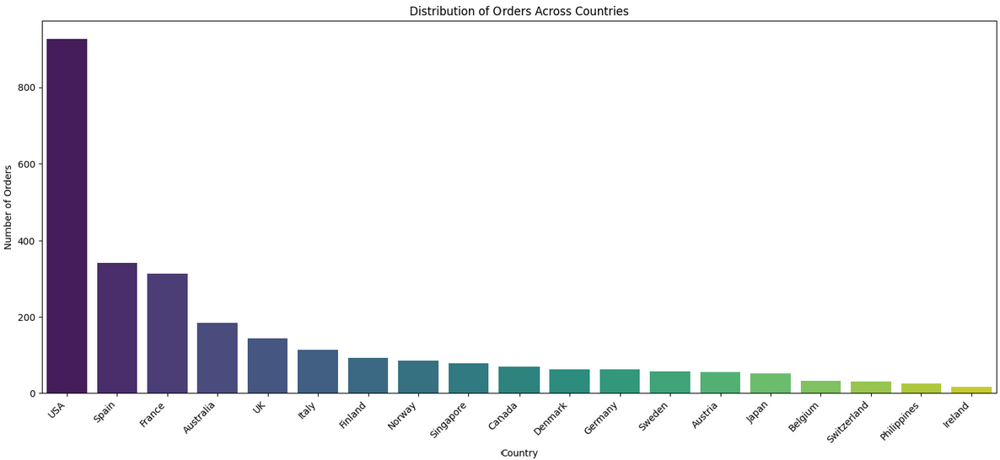 Distribution of Orders Across Countries
Number of Orders
800
600
400
200
0
USA
Spain
France
Australia
UK
Italy
Finland
Norway
Singapore
Canada
Denmark
Germany
Sweden
Austria
Japan
Belgium
Switzerland
Philippines
Ireland
Country